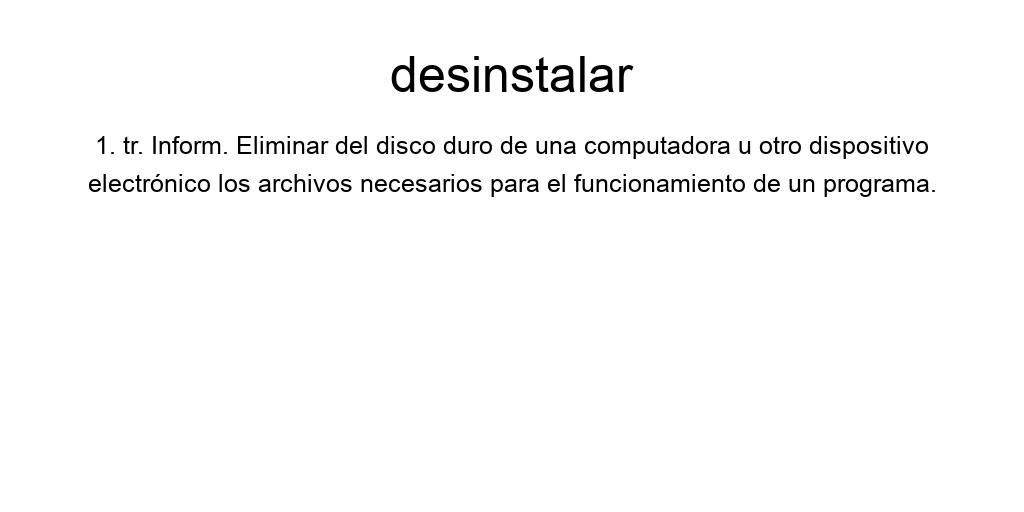 desinstalar
1. tr. Inform. Eliminar del disco duro de una computadora u otro dispositivo
electrónico los archivos necesarios para el funcionamiento de un programa.